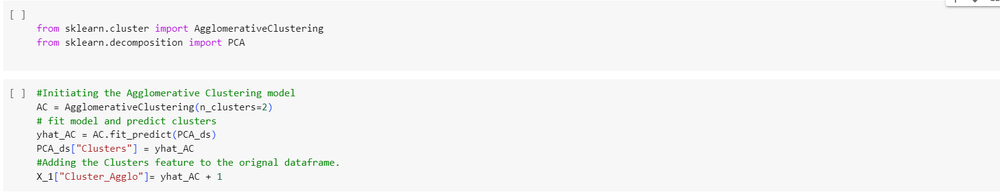 [ ]
from sklearn.cluster import AgglomerativeClustering
from sklearn.decomposition import PCA
[ ] #Initiating the Agglomerative Clustering model
AC = AgglomerativeClustering(n_clusters=2)
# fit model and predict clusters
yhat_AC = AC.fit_predict(PCA_ds)
PCA_ds["Clusters"] = yhat_AC
#Adding the Clusters feature to the orignal dataframe.
X_1["Cluster_Agglo"]= yhat_AC + 1